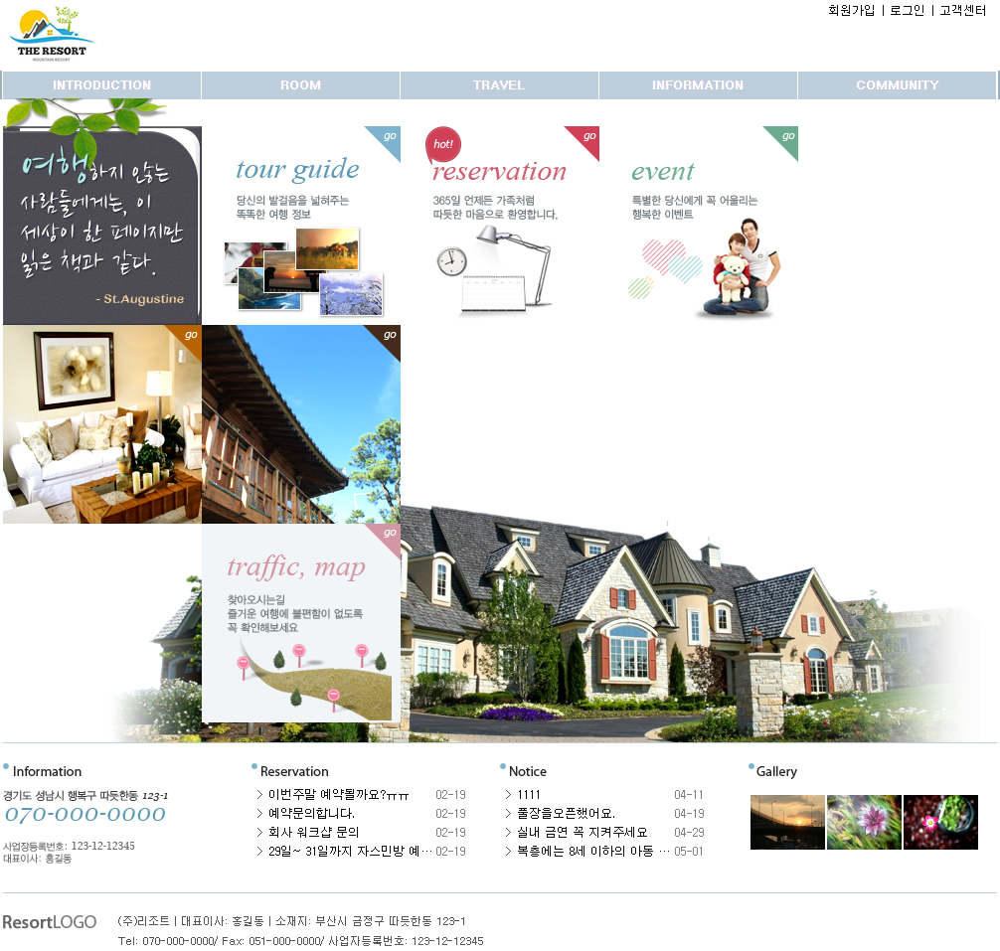 회원가입 | 로그인 | 고객센터
THE RESORT
MOUNTAIN RESORT
INTRODUCTION ROOM TRAVEL INFORMATION COMMUNITY
여행하지 않는
사람들에게는, 이
세상이 한 페이지만
읽은 책과 같다.
- St.Augustine
go
tour guide
당신의 발걸음을 넓혀주는
똑똑한 여행 정보
hot!
go
reservation
365일 언제든 가족처럼
따듯한 마음으로 환영합니다.
go
event
특별한 당신에게 꼭 어울리는
행복한 이벤트
go
go
go
traffic, map
찾아오시는길
즐거운 여행에 불편함이 없도록
꼭 확인해보세요
Information
경기도 성남시 행복구 따듯한동 123-1
070-000-0000
사업장등록번호: 123-12-12345
대표이사: 홍길동
Reservation
이번주말 예약될까요?ㅠㅠ 02-19
예약문의합니다. 02-19
회사 워크샵 문의 02-19
29일~ 31일까지 자스민방 예… 02-19
Notice
1111 04-11
풀장을오픈했어요. 04-19
실내 금연 꼭 지켜주세요 04-29
복층에는 8세 이하의 아동 … 05-01
Gallery
ResortLOGO
(주)리조트 | 대표이사: 홍길동 | 소재지: 부산시 금정구 따듯한동 123-1
Tel: 070-000-0000/ Fax: 051-000-0000/ 사업자등록번호: 123-12-12345